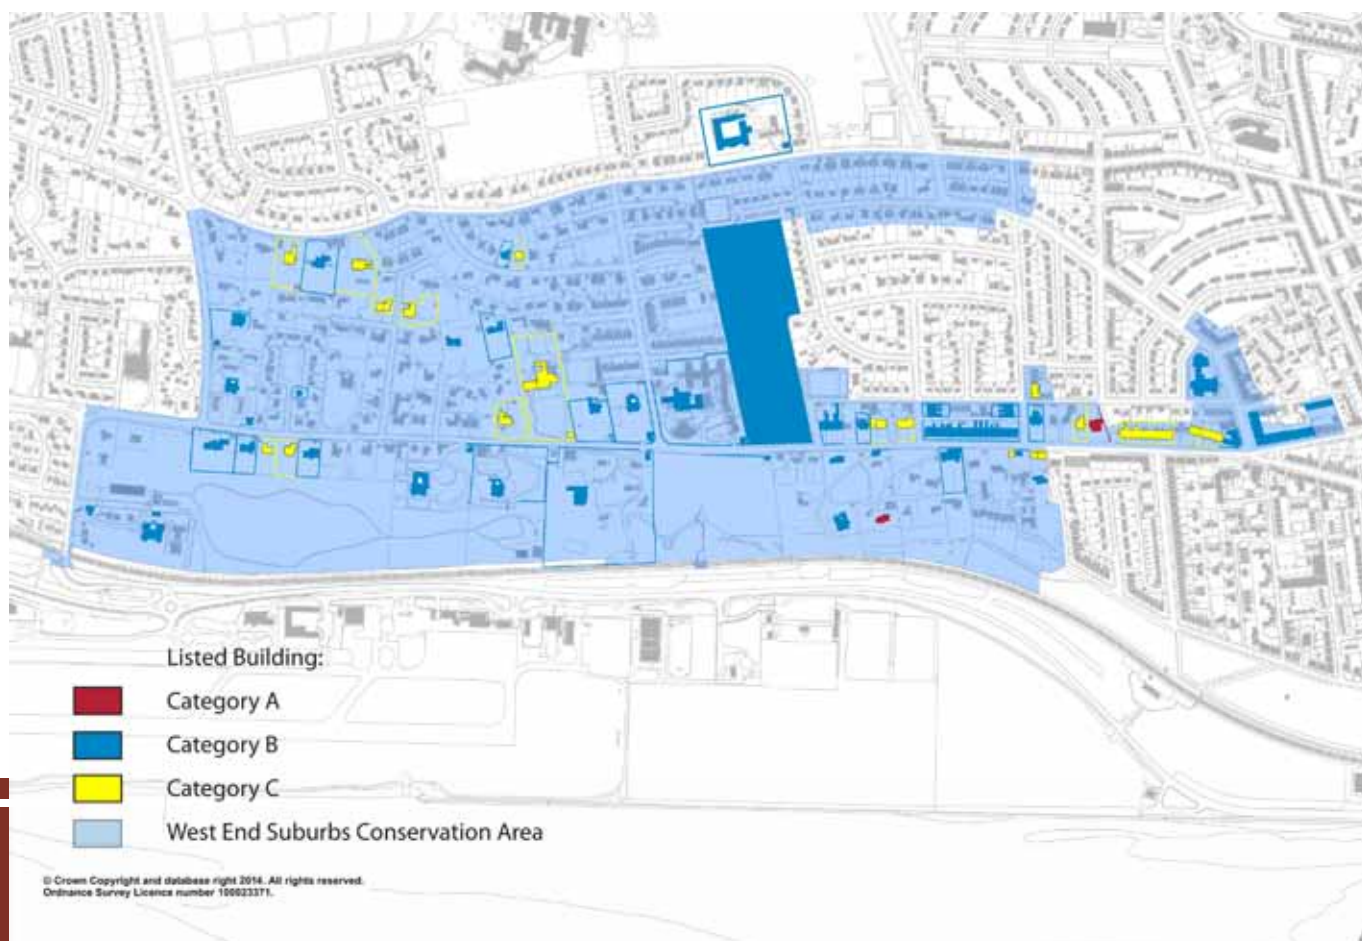 Listed Building:
Category A
Category B
Category C
West End Suburbs Conservation Area
© Crown Copyright and database right 2014. All rights reserved.
Ordnance Survey Licence number 100023371.